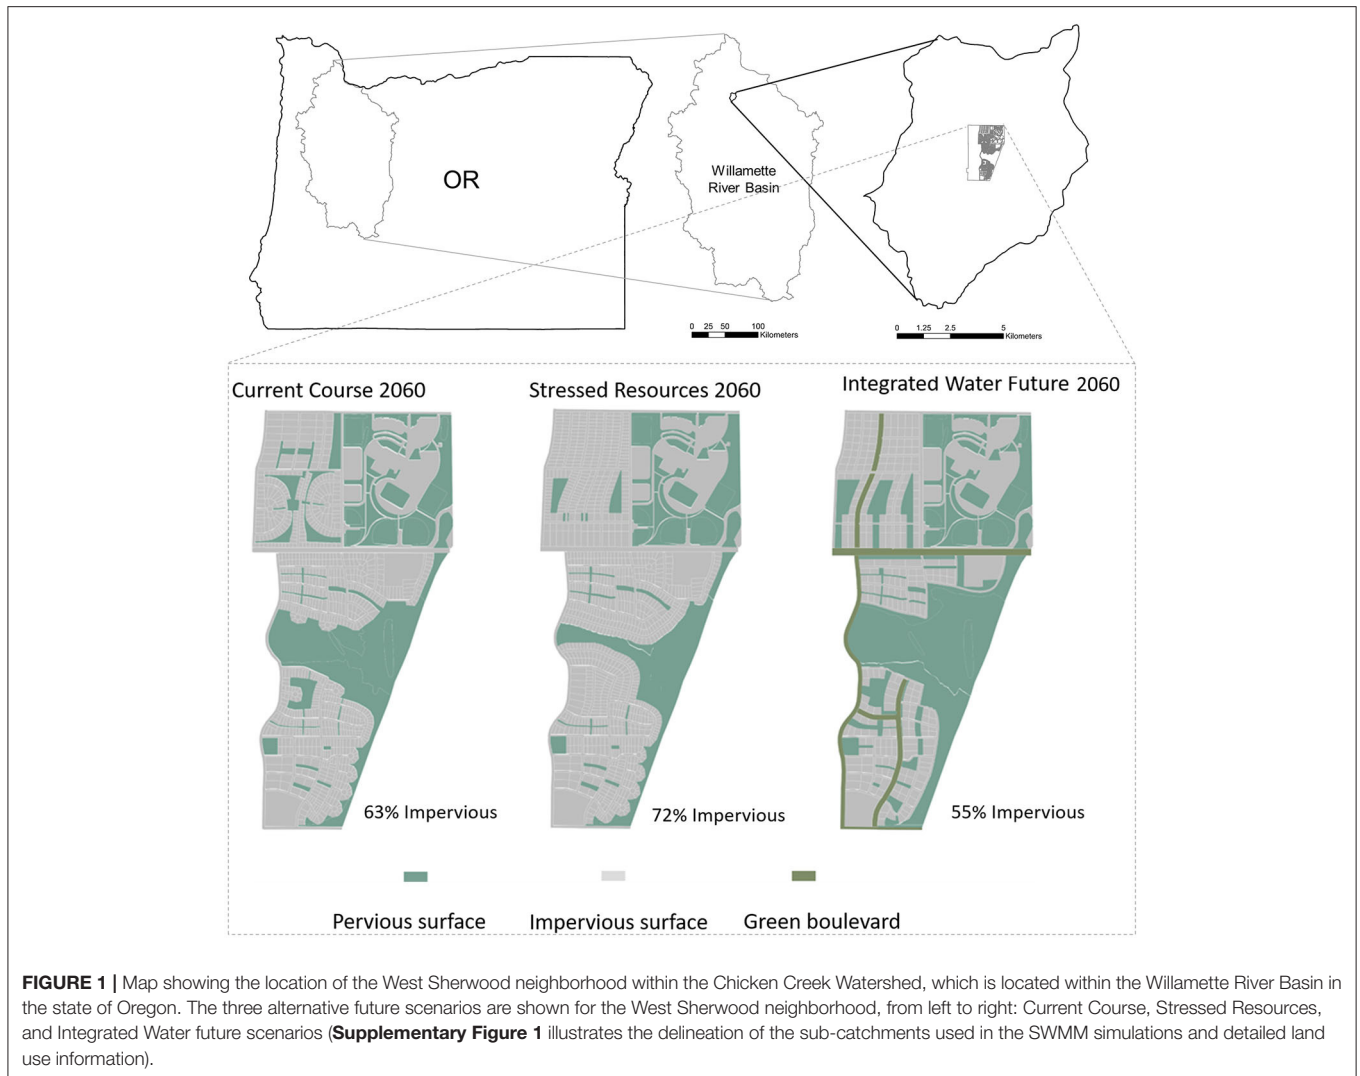 OR
Willamette
River Basin
0 25 50 100
Kilometers
0 1.25 2.5 5
Kilometers
Current Course 2060
Stressed Resources 2060
Integrated Water Future 2060
63% Impervious
72% Impervious
55% Impervious
Pervious surface
Impervious surface
Green boulevard
FIGURE 1 | Map showing the location of the West Sherwood neighborhood within the Chicken Creek Watershed, which is located within the Willamette River Basin in
the state of Oregon. The three alternative future scenarios are shown for the West Sherwood neighborhood, from left to right: Current Course, Stressed Resources,
and Integrated Water future scenarios (Supplementary Figure 1 illustrates the delineation of the sub-catchments used in the SWMM simulations and detailed land
use information).